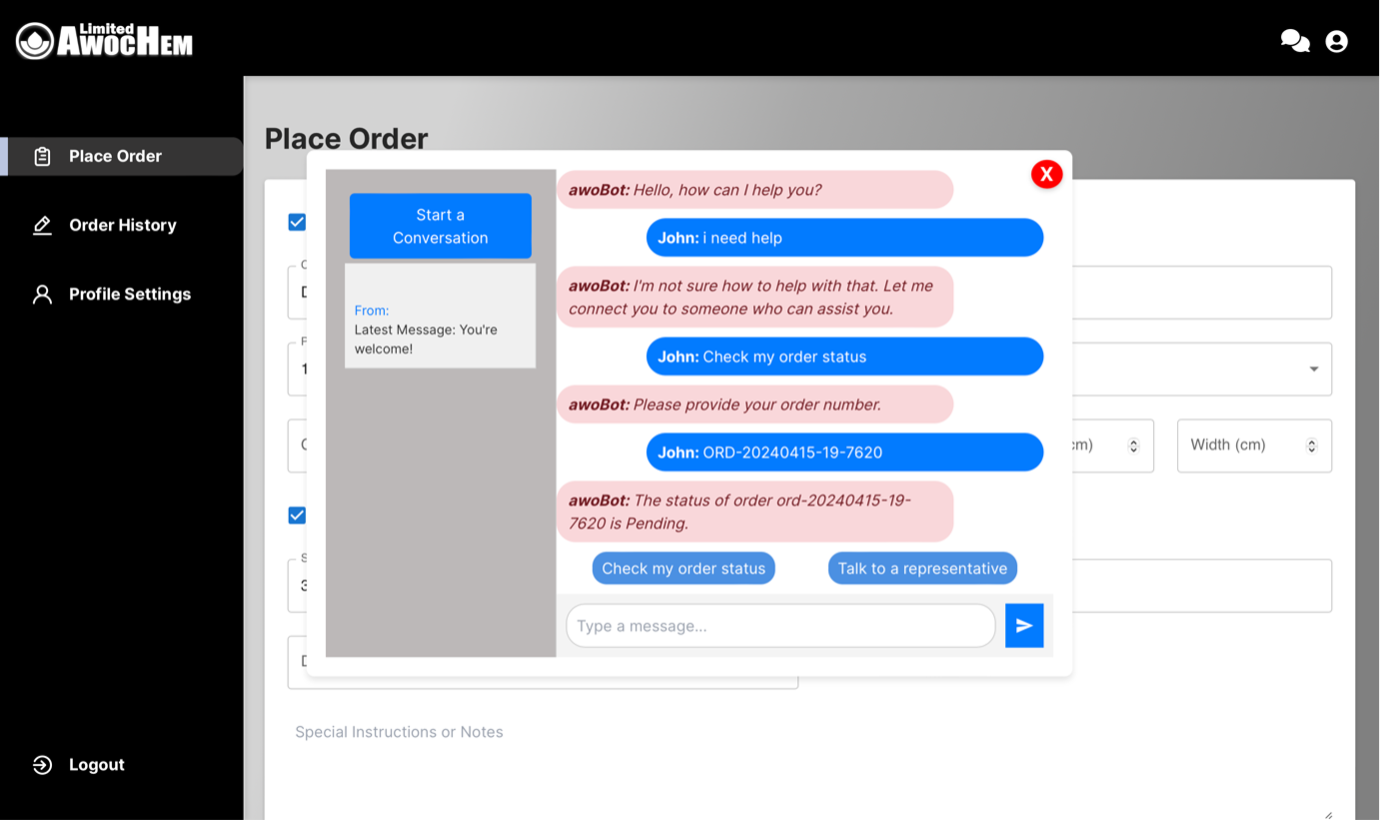 Limited
AWOCHEM
Place Order
Order History
Profile Settings
Logout
Place Order
X
Start a
Conversation
From:
Latest Message: You're
welcome!
awoBot: Hello, how can I help you?
John: i need help
awoBot: I'm not sure how to help with that. Let me
connect you to someone who can assist you.
John: Check my order status
awoBot: Please provide your order number.
John: ORD-20240415-19-7620
awoBot: The status of order ord-20240415-19-
7620 is Pending.
Check my order status
Talk to a representative
Type a message...
cm)
Width (cm)
Special Instructions or Notes